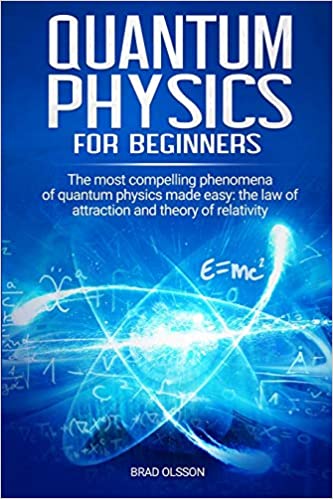 QUANTUM
PHYSICS
FOR BEGINNERS
The most compelling phenomena
of quantum physics made easy: the law of
attraction and theory of relativity
E=mc²
BRAD OLSSON